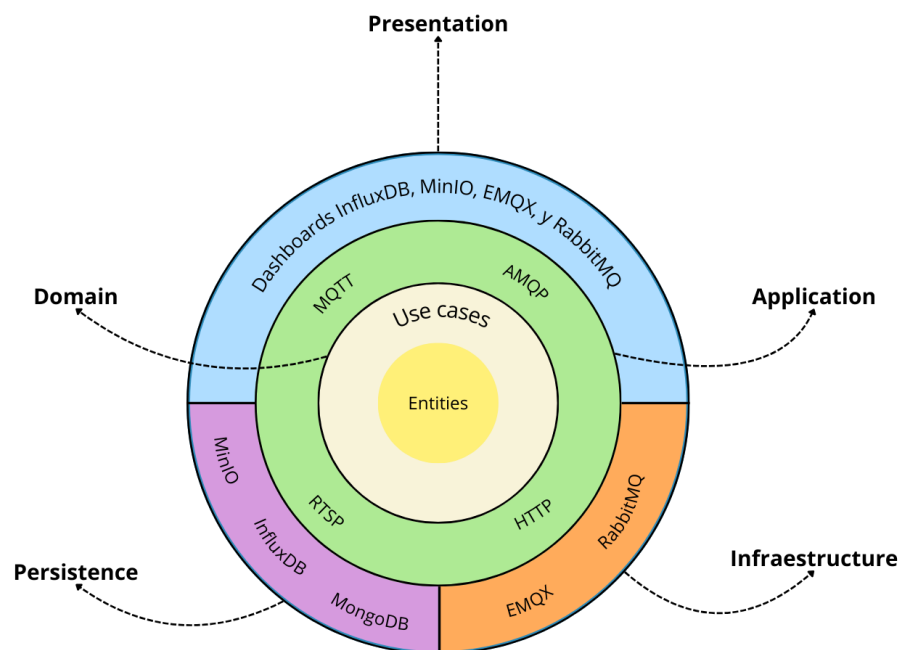 Presentation
Dashboards InfluxDB, MinIO, EMQX, y RabbitMQ
MQTT
AMQP
Domain
Application
Use cases
Entities
MinIO
RabbitMQ
RTSP
HTTP
InfluxDB
Persistence
Infraestructure
MongoDB
EMQX